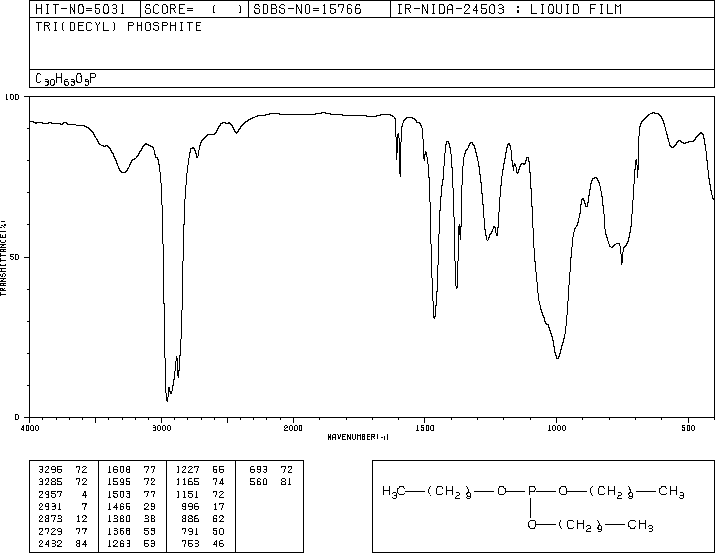 HIT-NO=5031 SCORE= ( ) SDBS-NO=15766 IR-NIDA-24503 : LIQUID FILM
TRI(DECYL) PHOSPHITE
C30H63O3P
100
50
0
TRANSMITTANCE(%)
4000 3000 2000 1500 1000 500
WAVENUMBER(-1)
3295 72 1608 77 1227 55 693 72
3285 72 1595 72 1165 74 560 81
2957 4 1503 77 1151 72
2931 7 1466 29 996 17
2873 12 1380 38 886 62
2729 77 1368 53 791 50
2432 84 1263 53 753 46
H3C—(CH2)9—O—P—O—(CH2)9—CH3
O—(CH2)9—CH3